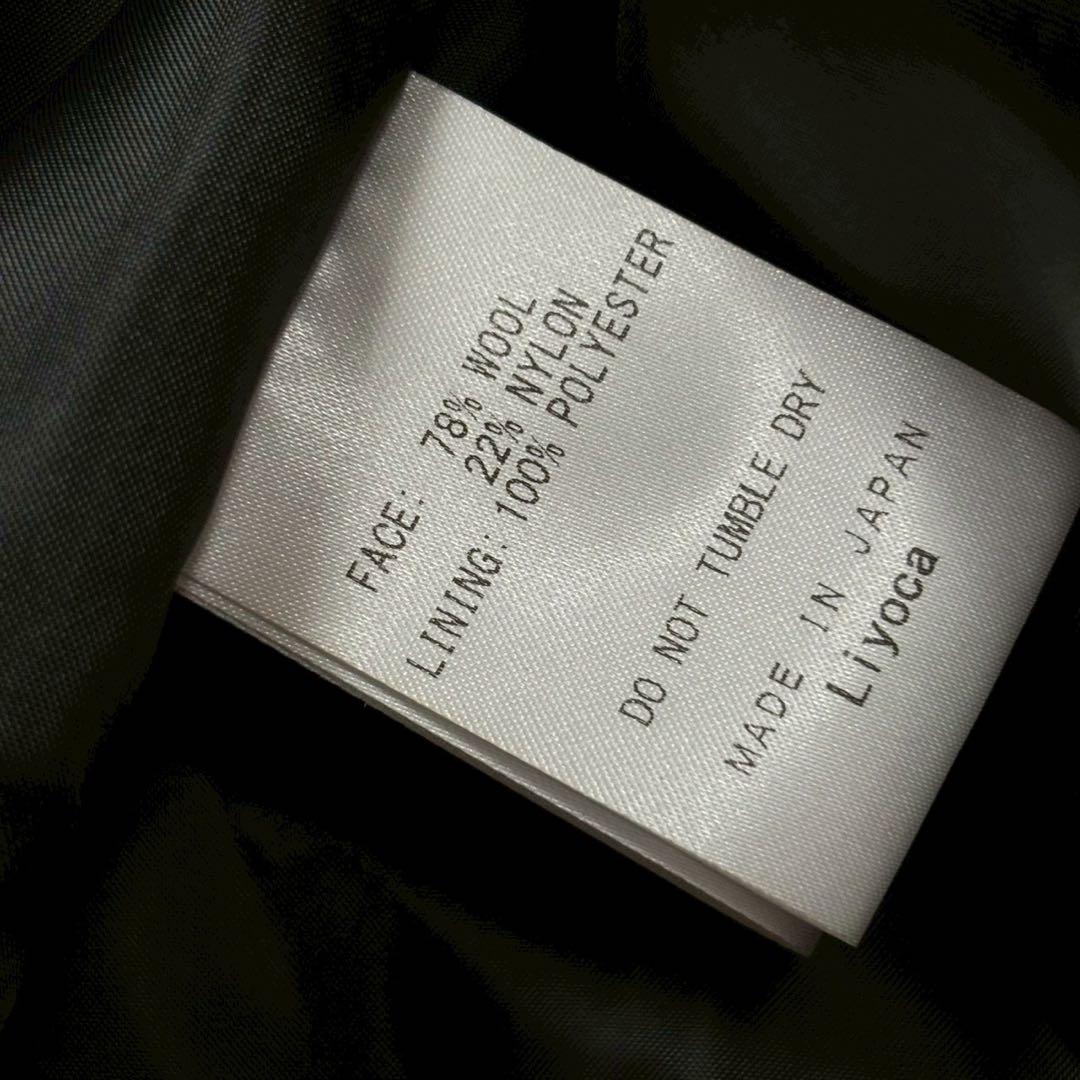 FACE: 78% WOOL
22% NYLON
LINING: 100% POLYESTER
DO NOT TUMBLE DRY
MADE IN JAPAN
Liyoca